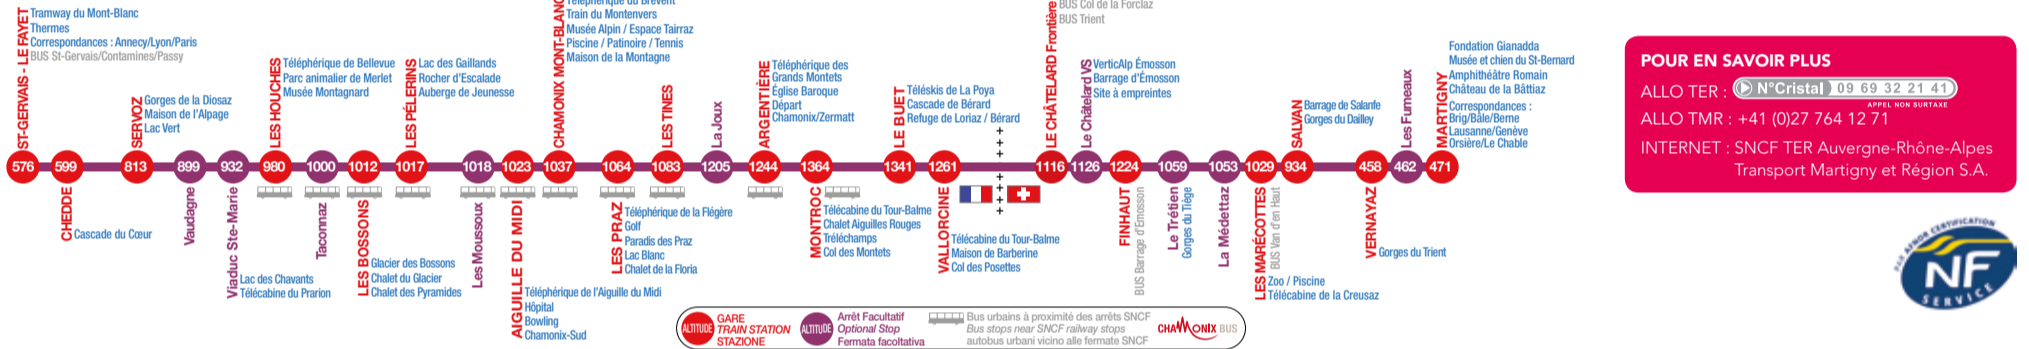 ST-GERVAIS - LE FAYET
Tramway du Mont-Blanc
Thermes
Correspondances : Annecy/Lyon/Paris
BUS St-Gervais/Contamines/Passy
576
599
CHEDDE
Cascade du Cœur
813
SERVOZ
Gorges de la Diosaz
Maison de l'Alpage
Lac Vert
899
Vaudagne
932
Viaduc Ste-Marie
Lac des Chavants
Télécabine du Prarion
980
LES HOUCHES
Téléphérique de Bellevue
Parc animalier de Merlet
Musée Montagnard
1000
Taconnaz
1012
LES BOSSONS
Glacier des Bossons
Chalet du Glacier
Chalet des Pyramides
1017
LES PÉLERINS
Lac des Gaillands
Rocher d'Escalade
Auberge de Jeunesse
1018
Les Moussoux
1023
AIGUILLE DU MIDI
Téléphérique de l'Aiguille du Midi
Hôpital
Bowling
Chamonix-Sud
1037
CHAMONIX MONT-BLANC
Téléphérique du Brévent
Train du Montenvers
Musée Alpin / Espace Tairraz
Piscine / Patinoire / Tennis
Maison de la Montagne
1064
LES PRAZ
Téléphérique de la Flégère
Golf
Paradis des Praz
Lac Blanc
Chalet de la Floria
1083
LES TINES
1205
La Joux
1244
ARGENTIÈRE
Téléphérique des
Grands Montets
Église Baroque
Départ
Chamonix/Zermatt
1364
MONTROC
Télécabine du Tour-Balme
Chalet Aiguilles Rouges
Tréléchamps
Col des Montets
1341
LE BUET
Téléskis de La Poya
Cascade de Bérard
Refuge de Loriaz / Bérard
1261
VALLORCINE
Télécabine du Tour-Balme
Maison de Barberine
Col des Posettes
1116
LE CHÂTELARD Frontière
BUS Col de la Forclaz
BUS Trient
1126
Le Châtelard VS
VerticAlp Émosson
Barrage d'Émosson
Site à empreintes
1224
FINHAUT
BUS Barrage d'Emosson
1059
Le Trétien
Gorges du Tiège
1053
La Médettaz
1029
LES MARÉCOTTES
BUS Van d'en Haut
Zoo / Piscine
Télécabine de la Creusaz
934
SALVAN
Barrage de Salanfe
Gorges du Dailley
458
VERNAYAZ
Gorges du Trient
462
Les Fumeaux
471
MARTIGNY
Fondation Gianadda
Musée et chien du St-Bernard
Amphithéâtre Romain
Château de la Bâttiaz
Correspondances :
Brig/Bâle/Berne
Lausanne/Genève
Orsière/Le Chable
ALTITUDE
GARE
TRAIN STATION
STAZIONE
ALTITUDE
Arrêt Facultatif
Optional Stop
Fermata facoltativa
Bus urbains à proximité des arrêts SNCF
Bus stops near SNCF railway stops
autobus urbani vicino alle fermate SNCF
CHAMONIX BUS
POUR EN SAVOIR PLUS
ALLO TER : N°Cristal 09 69 32 21 41
APPEL NON SURTAXE
ALLO TMR : +41 (0)27 764 12 71
INTERNET : SNCF TER Auvergne-Rhône-Alpes
Transport Martigny et Région S.A.
PAR AFNOR CERTIFICATION
NF
SERVICE